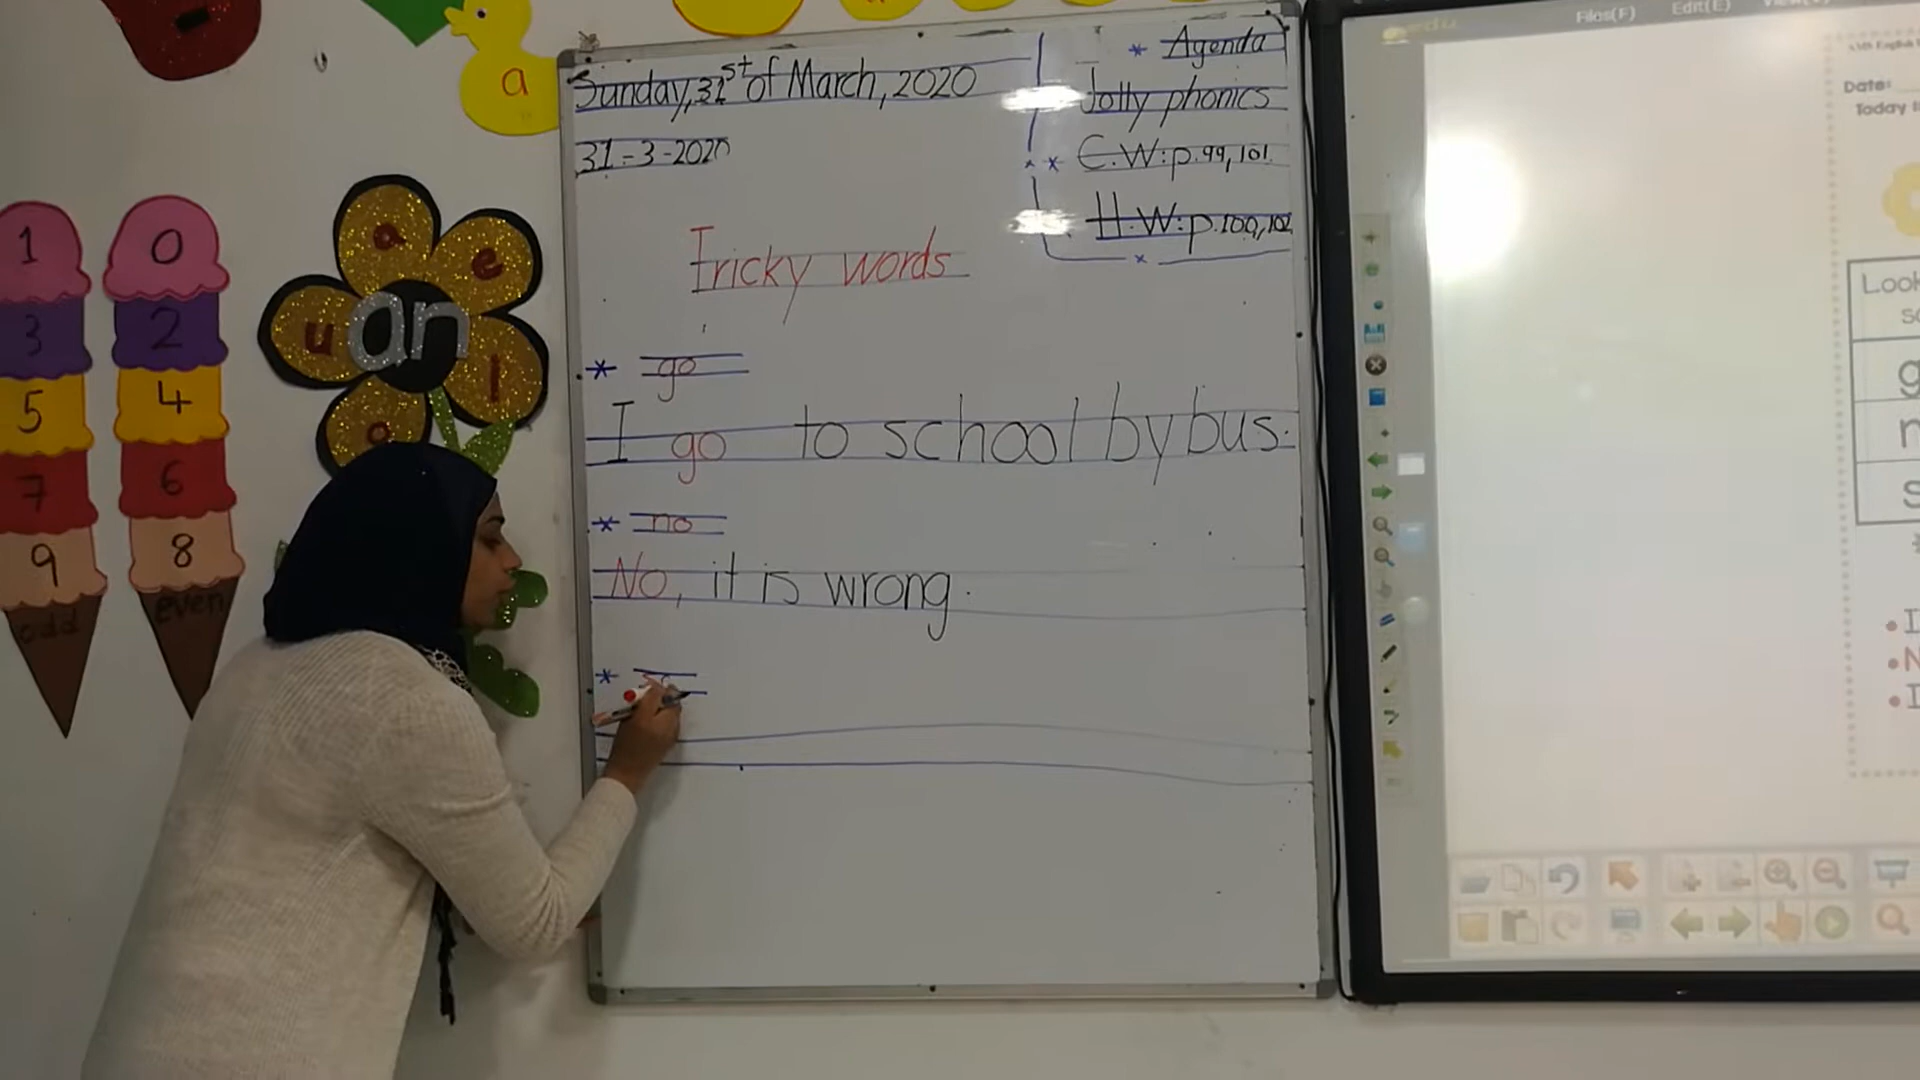 a
Sunday, 31st of March, 2020
31-3-2020
Agenda
Jolly phonics
C.W: p.99, 101
H.W: p.100, 102
Tricky words
* go
I go to school by bus.
* no
No, it is wrong.
* so
1
3
5
7
9
odd
0
2
4
6
8
even
a
e
i
o
u
an
Files(F)
Edit(E)
Date:
Today
Look
g
n
s
I
N
I